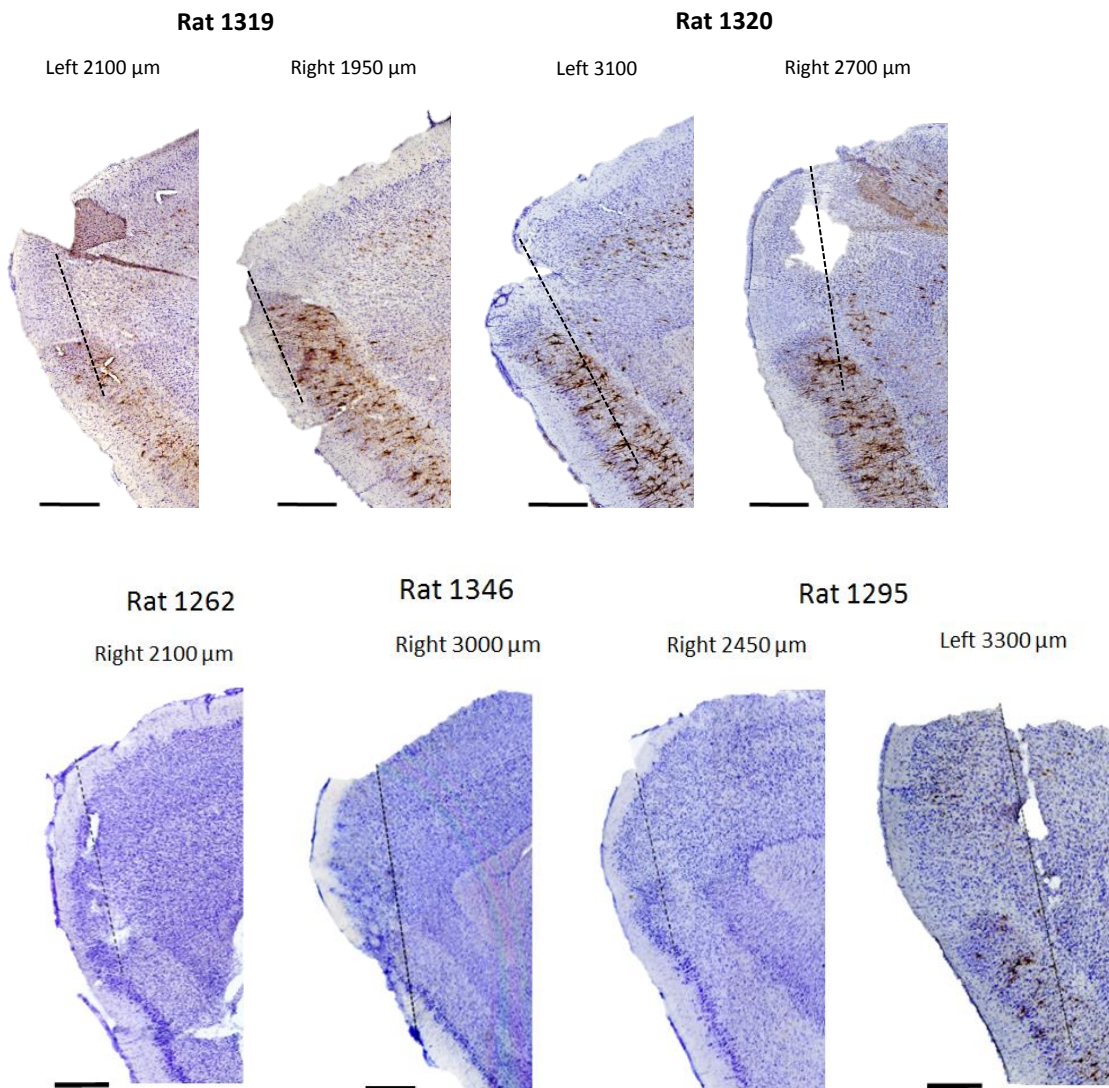 Rat 1319 Rat 1320
Left 2100 µm Right 1950 µm Left 3100 Right 2700 µm
Rat 1262 Rat 1346 Rat 1295
Right 2100 µm Right 3000 µm Right 2450 µm Left 3300 µm